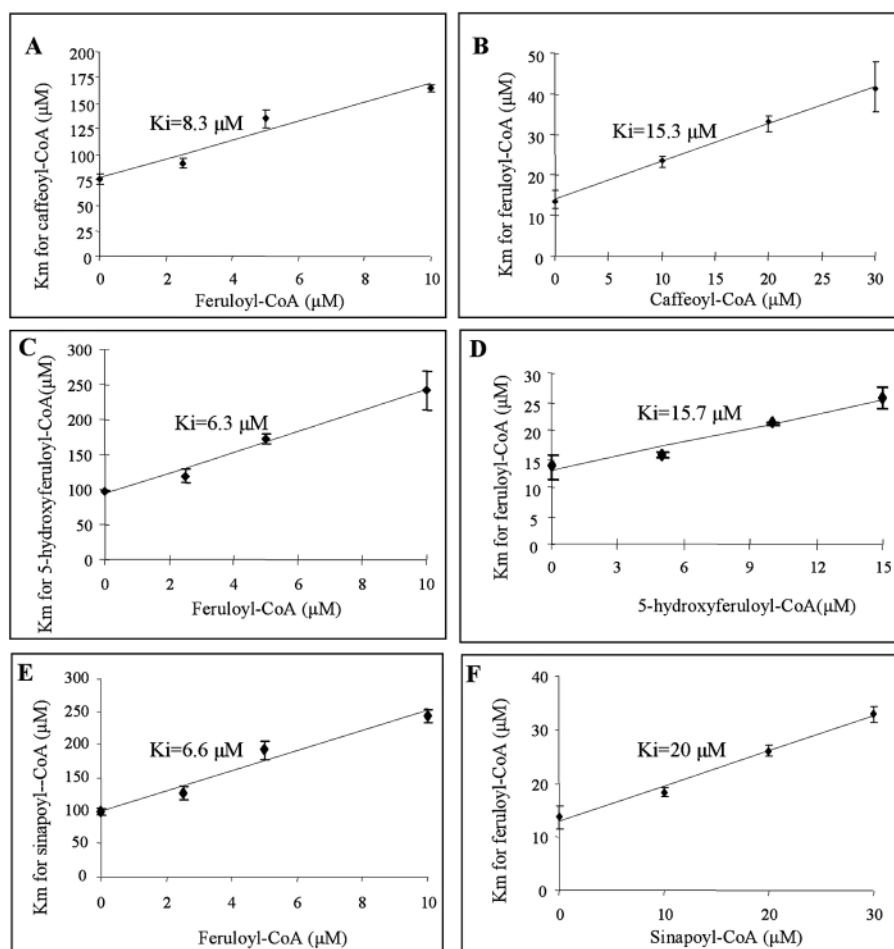 A
Km for caffeoyl-CoA (µM)
200
175
150
125
100
75
50
25
0
Ki=8.3 µM
0 2 4 6 8 10
Feruloyl-CoA (µM)
B
Km for feruloyl-CoA (µM)
50
40
30
20
10
0
Ki=15.3 µM
0 5 10 15 20 25 30
Caffeoyl-CoA (µM)
C
Km for 5-hydroxyferuloyl-CoA(µM)
300
250
200
150
100
50
0
Ki=6.3 µM
0 2 4 6 8 10
Feruloyl-CoA (µM)
D
Km for feruloyl-CoA (µM)
30
25
20
15
15
5
0
Ki=15.7 µM
0 3 6 9 12 15
5-hydroxyferuloyl-CoA(µM)
E
Km for sinapoyl--CoA (µM)
300
250
200
150
100
50
0
Ki=6.6 µM
0 2 4 6 8 10
Feruloyl-CoA (µM)
F
Km for feruloyl-CoA (µM)
40
30
20
10
0
Ki=20 µM
0 10 20 30
Sinapoyl-CoA (µM)